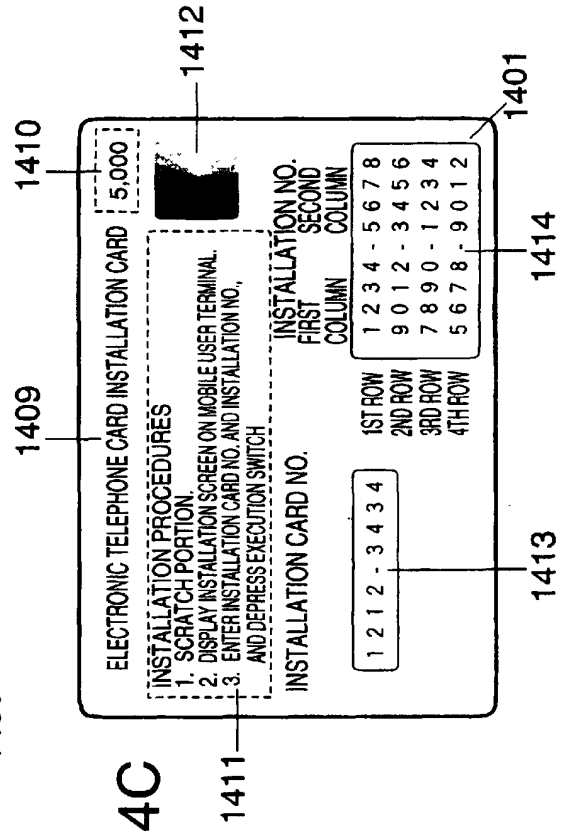 1409
1410
1412
ELECTRONIC TELEPHONE CARD INSTALLATION CARD
5,000
INSTALLATION PROCEDURES
1. SCRATCH PORTION.
2. DISPLAY INSTALLATION SCREEN ON MOBILE USER TERMINAL.
3. ENTER INSTALLATION CARD NO. AND INSTALLATION NO.,
AND DEPRESS EXECUTION SWITCH
4C
1411
INSTALLATION CARD NO.
1 2 1 2 - 3 4 3 4
INSTALLATION NO.
FIRST COLUMN
SECOND COLUMN
1ST ROW 1 2 3 4 - 5 6 7 8
2ND ROW 9 0 1 2 - 3 4 5 6
3RD ROW 7 8 9 0 - 1 2 3 4
4TH ROW 5 6 7 8 - 9 0 1 2
1401
1413
1414